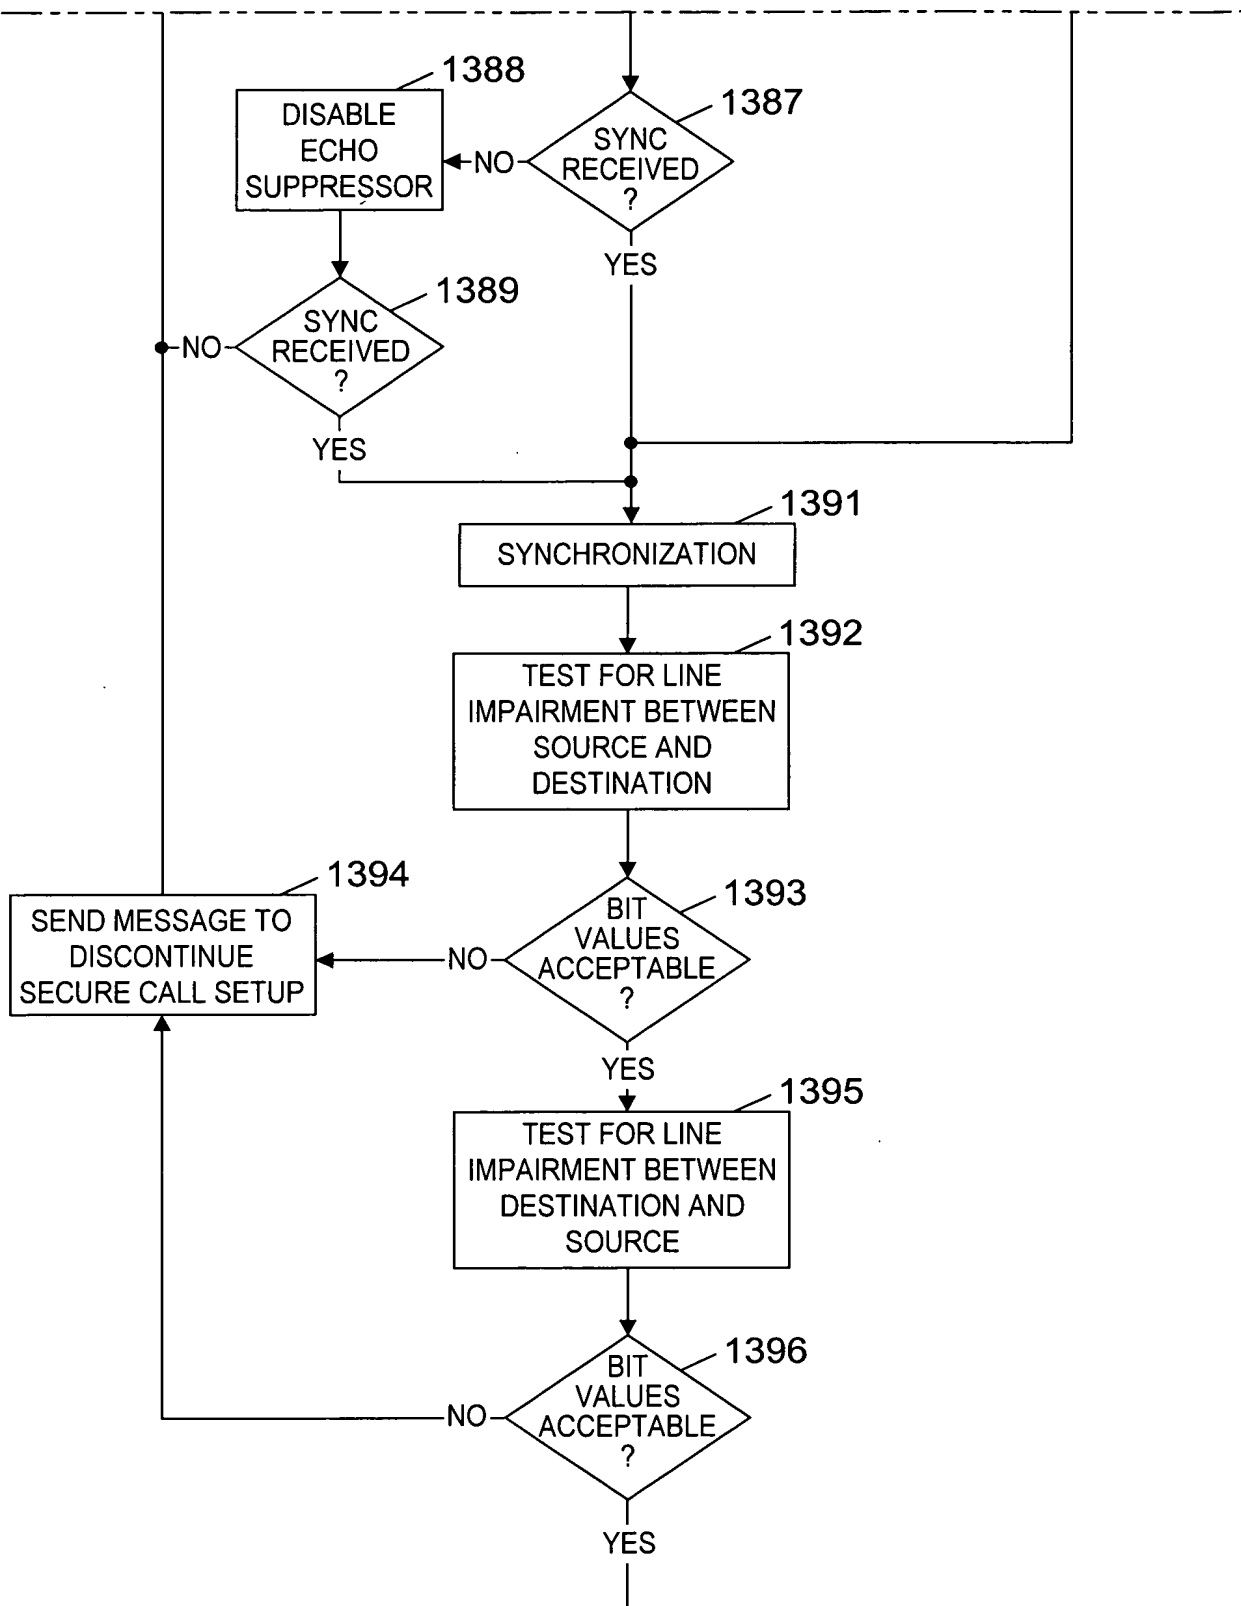 1388
DISABLE
ECHO
SUPPRESSOR
1387
SYNC
RECEIVED
?
NO
YES
1389
SYNC
RECEIVED
?
NO
YES
1391
SYNCHRONIZATION
1392
TEST FOR LINE
IMPAIRMENT BETWEEN
SOURCE AND
DESTINATION
1394
SEND MESSAGE TO
DISCONTINUE
SECURE CALL SETUP
1393
BIT
VALUES
ACCEPTABLE
?
NO
YES
1395
TEST FOR LINE
IMPAIRMENT BETWEEN
DESTINATION AND
SOURCE
1396
BIT
VALUES
ACCEPTABLE
?
NO
YES